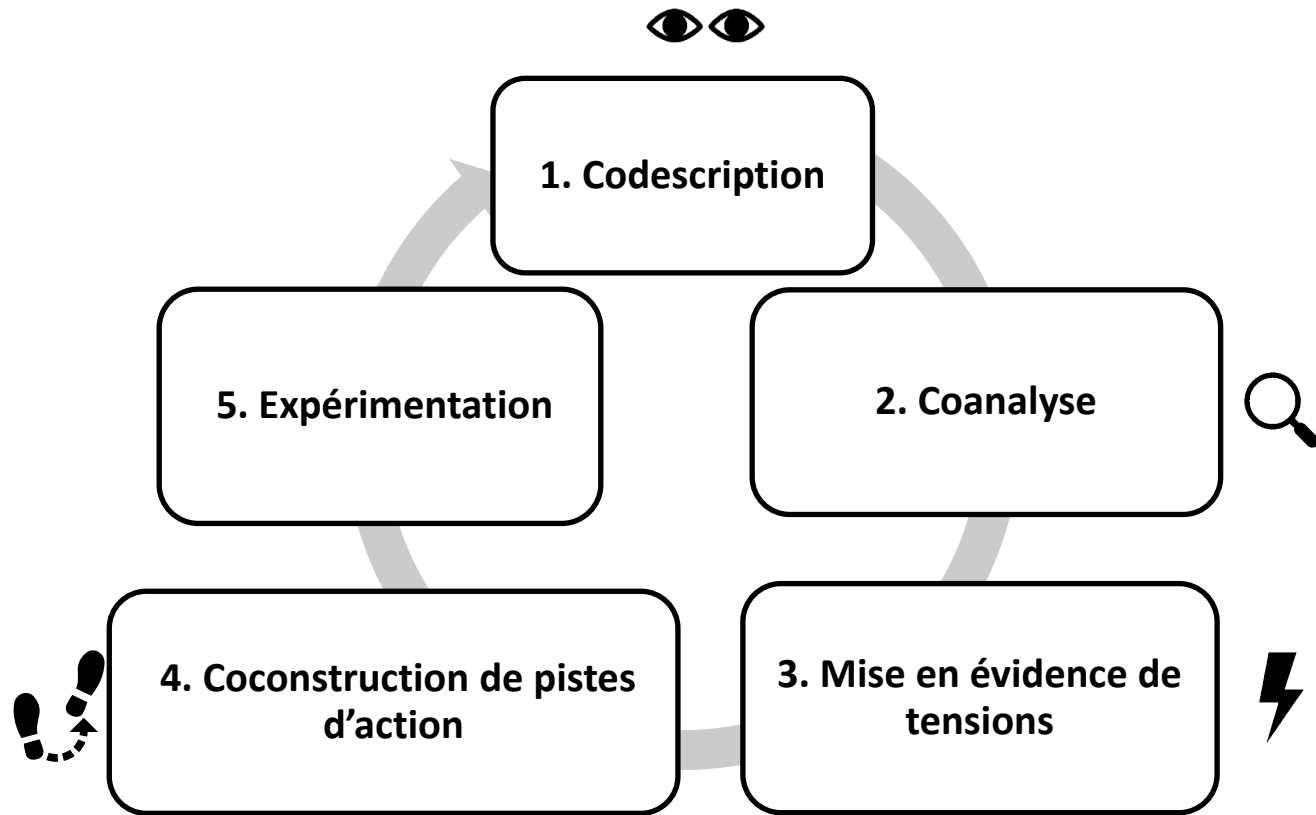 1. Codescription
2. Coanalyse
3. Mise en évidence de
tensions
4. Coconstruction de pistes
d’action
5. Expérimentation